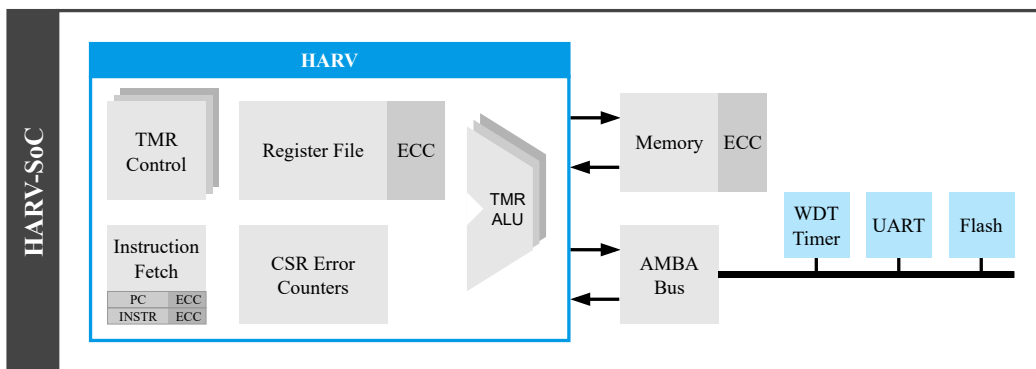 HARV-SoC
HARV
TMR
Control
Register File
ECC
TMR
ALU
Instruction
Fetch
PC
ECC
INSTR
ECC
CSR Error
Counters
Memory
ECC
AMBA
Bus
WDT
Timer
UART
Flash